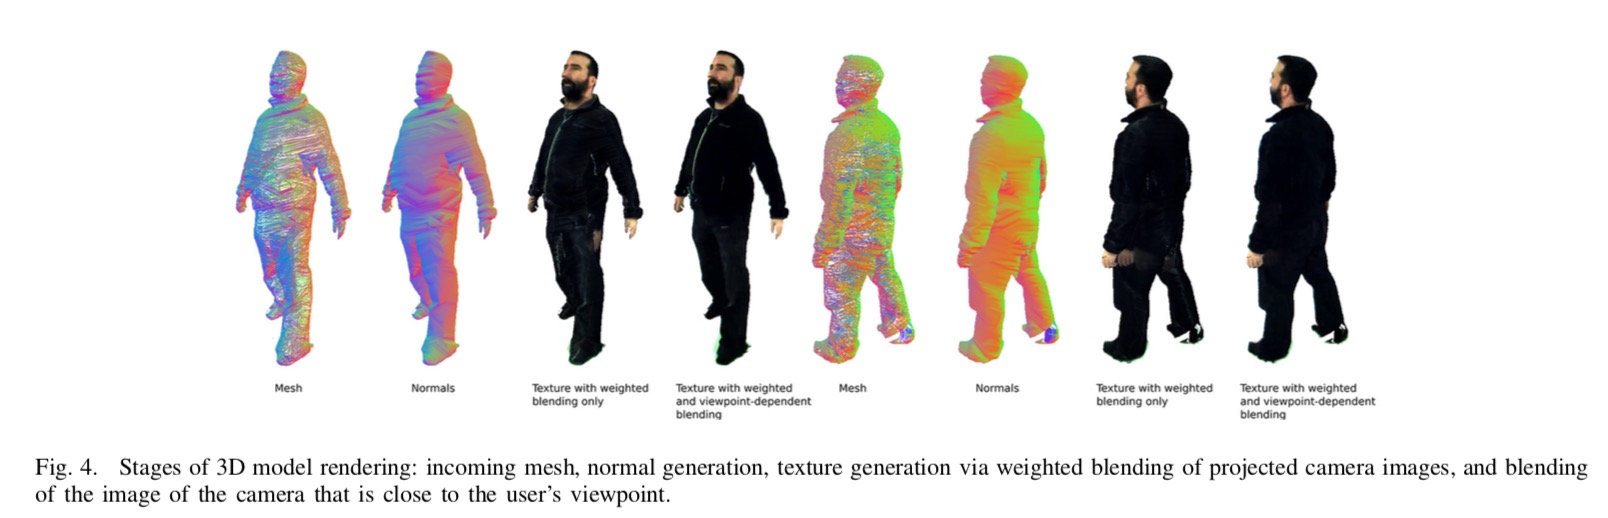 Mesh
Normals
Texture with weighted
blending only
Texture with weighted
and viewpoint-dependent
blending
Mesh
Normals
Texture with weighted
blending only
Texture with weighted
and viewpoint-dependent
blending
Fig. 4. Stages of 3D model rendering: incoming mesh, normal generation, texture generation via weighted blending of projected camera images, and blending
of the image of the camera that is close to the user's viewpoint.